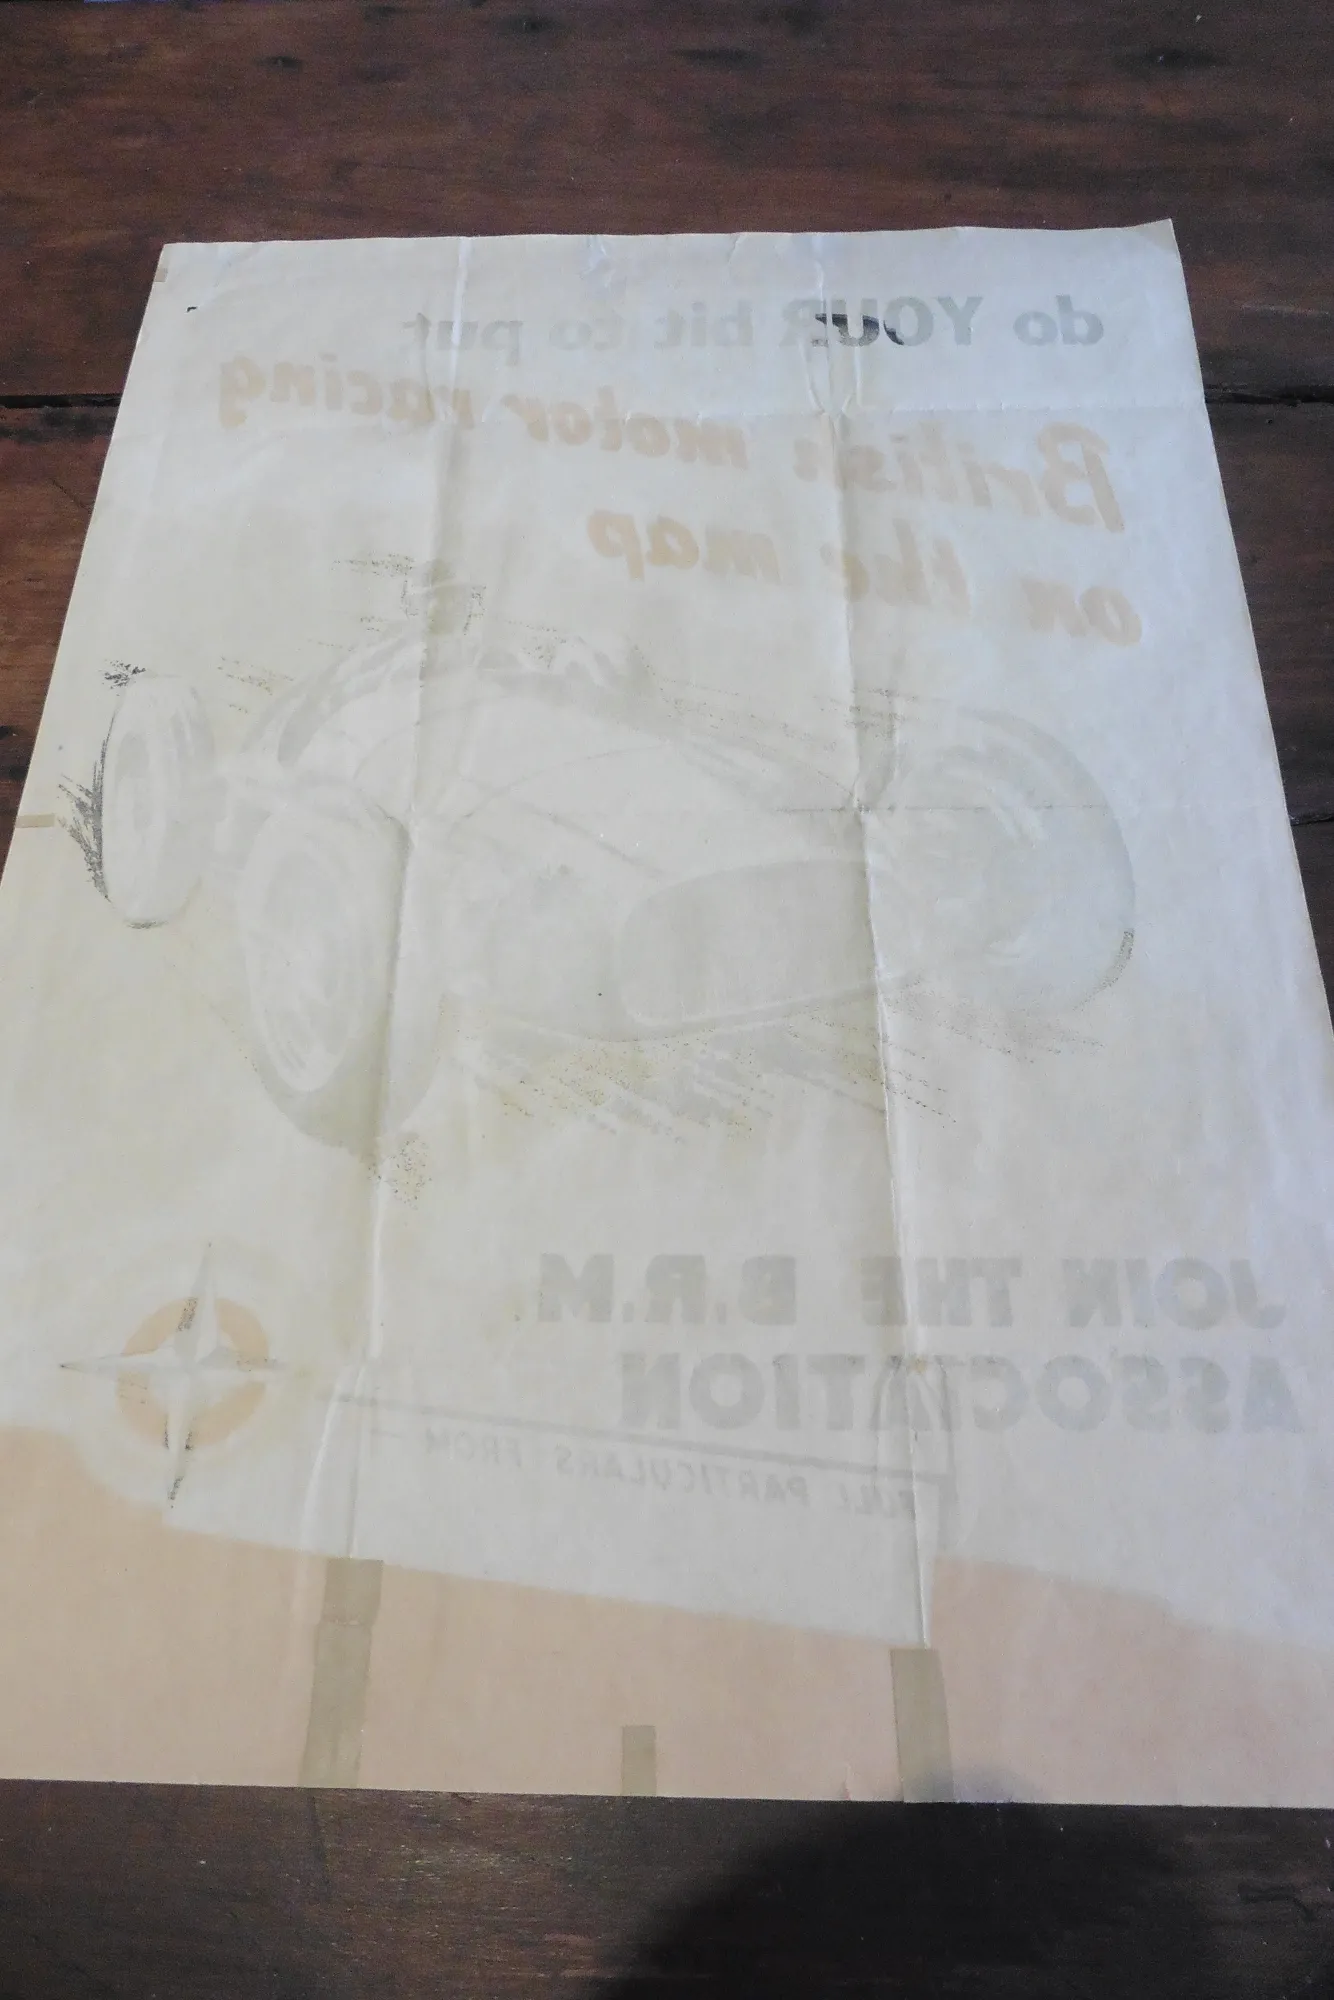 do YOUR bit to put
British motor racing
on the map
JOIN THE B.R.M.
ASSOCIATION
FULL PARTICULARS FROM —